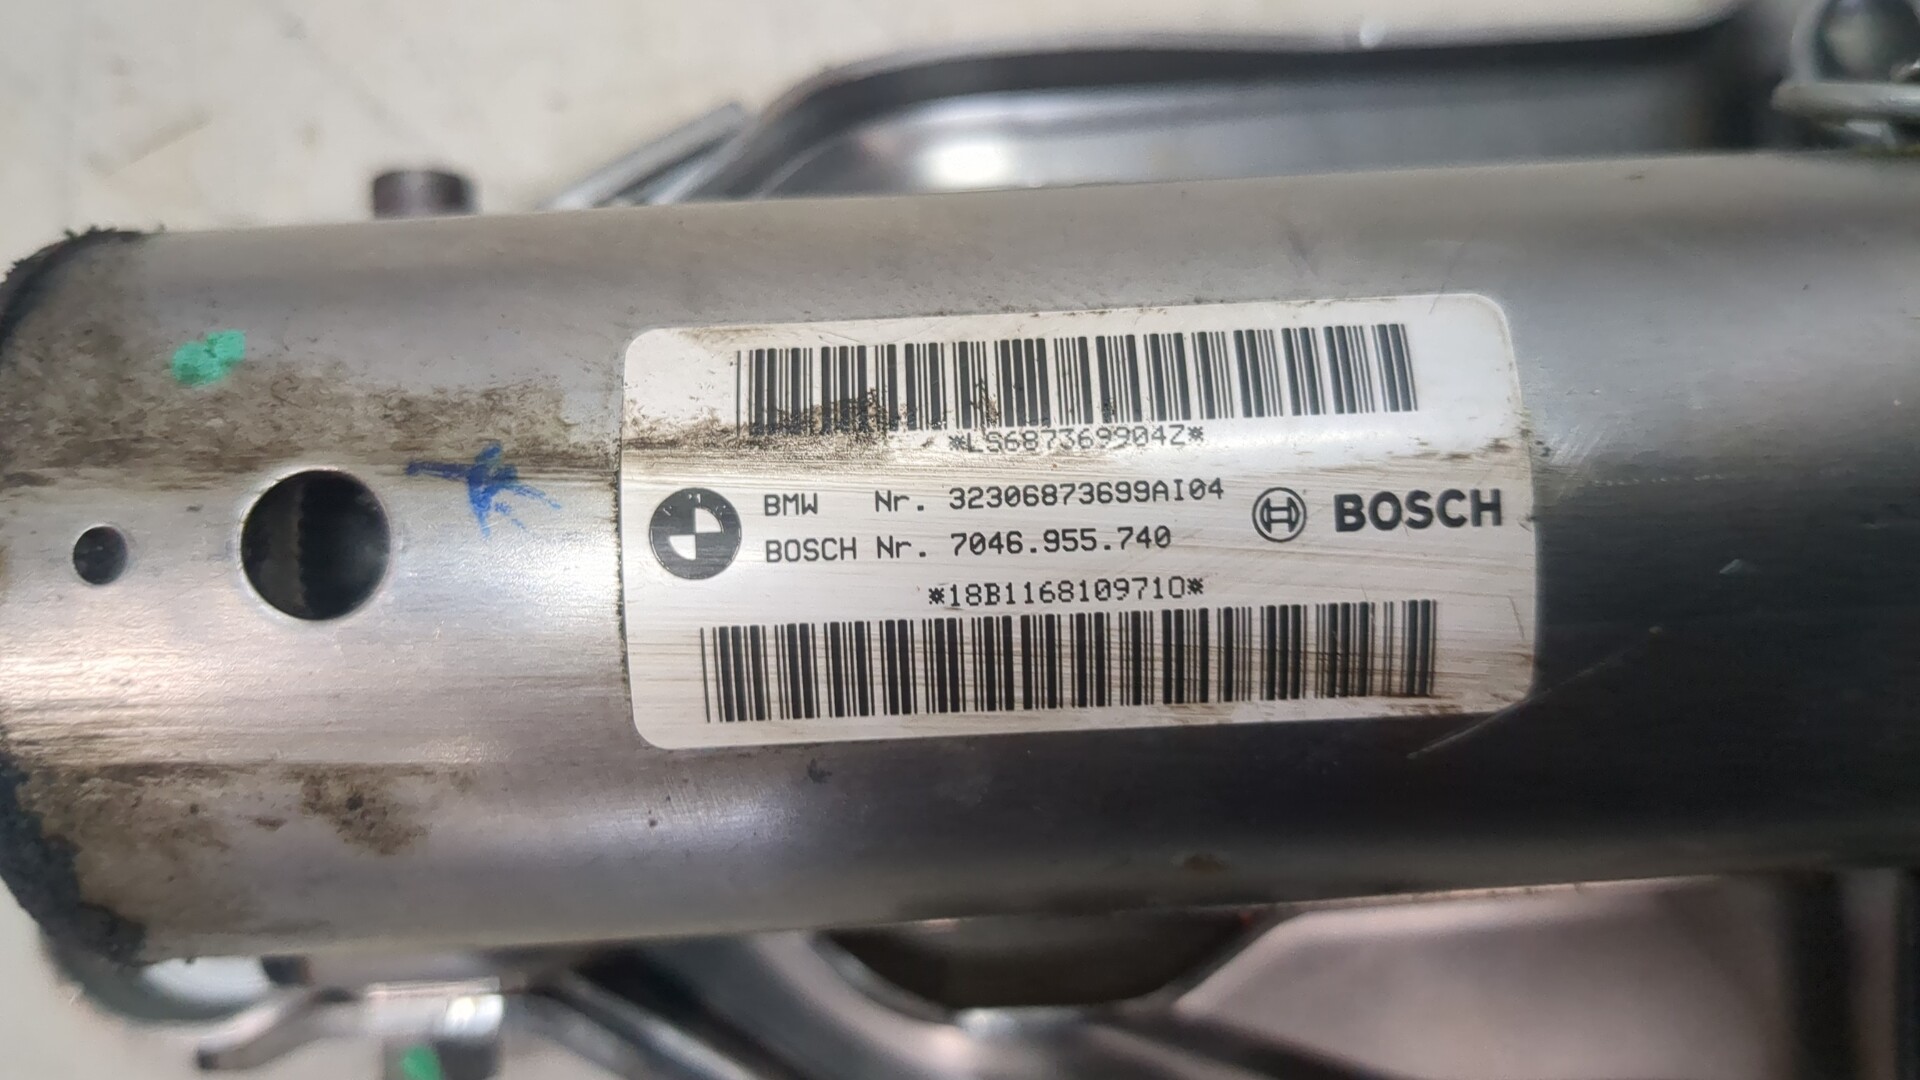 *LS687369904Z*
BMW Nr. 32306873699AI04
BOSCH Nr. 7046.955.740
BOSCH
*18B1168109710*